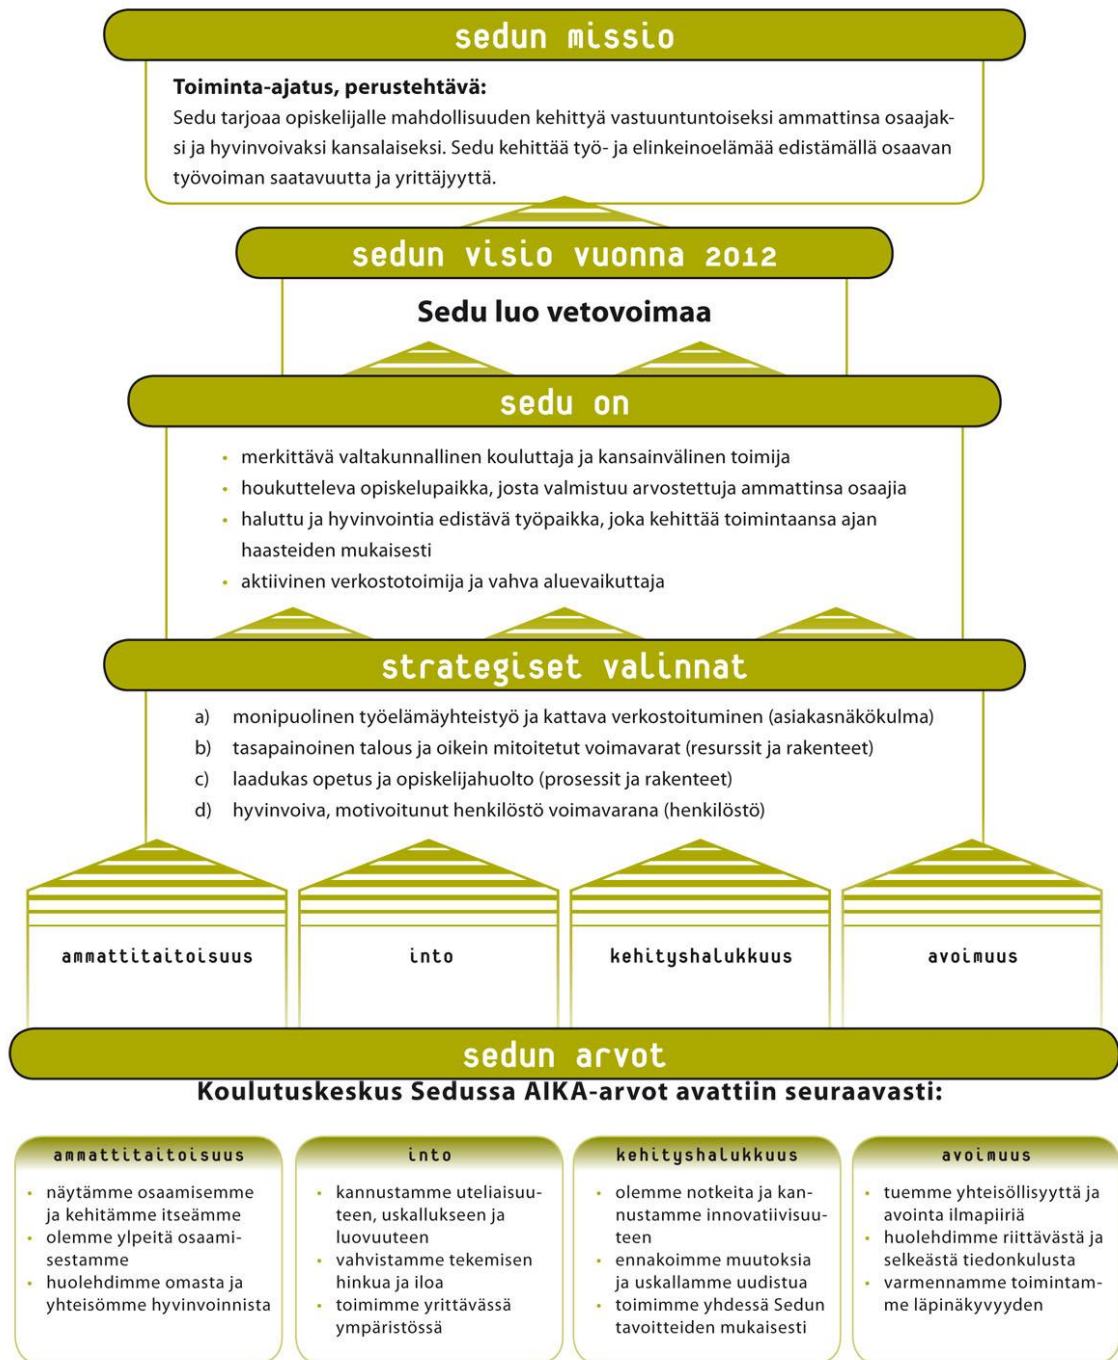 sedun missio
Toiminta-ajatus, perustehtävä:
Sedu tarjoaa opiskelijalle mahdollisuuden kehittyä vastuuntuntoiseksi ammattinsa osaajak-
si ja hyvinvoivaksi kansalaiseksi. Sedu kehittää työ- ja elinkeinoelämää edistämällä osaavan
työvoiman saatavuutta ja yrittäjyyttä.
sedun visio vuonna 2012
Sedu luo vetovoimaa
sedu on
• merkittävä valtakunnallinen kouluttaja ja kansainvälinen toimija
• houkutteleva opiskelupaikka, josta valmistuu arvostettuja ammattinsa osaajia
• haluttu ja hyvinvointia edistävä työpaikka, joka kehittää toimintaansa ajan
haasteiden mukaisesti
• aktiivinen verkostotoimija ja vahva aluevaikuttaja
strategiset valinnat
a) monipuolinen työelämäyhteistyö ja kattava verkostoituminen (asiakasnäkökulma)
b) tasapainoinen talous ja oikein mitoitetut voimavarat (resurssit ja rakenteet)
c) laadukas opetus ja opiskelijahuolto (prosessit ja rakenteet)
d) hyvinvoiva, motivoitunut henkilöstö voimavarana (henkilöstö)
ammattitaitoisuus
into
kehityshalukkuus
avoimuus
sedun arvot
Koulutuskeskus Sedussa AIKA-arvot avattiin seuraavasti:
ammattitaitoisuus
• näytämme osaamisemme
ja kehitämme itseämme
• olemme ylpeitä osaami-
sestamme
• huolehdimme omasta ja
yhteisömme hyvinvoinnista
into
• kannustamme uteliaisuu-
teen, uskallukseen ja
luovuuteen
• vahvistamme tekemisen
hinkua ja iloa
• toimimme yrittävässä
ympäristössä
kehityshalukkuus
• olemme notkeita ja kan-
nustamme innovatiivisuu-
teen
• ennakoimme muutoksia
ja uskallamme uudistua
• toimimme yhdessä Sedun
tavoitteiden mukaisesti
avoimuus
• tuemme yhteisöllisyyttä ja
avointa ilmapiiriä
• huolehdimme riittävästä ja
selkeästä tiedonkulusta
• varmennamme toimintam-
me läpinäkyvyyden